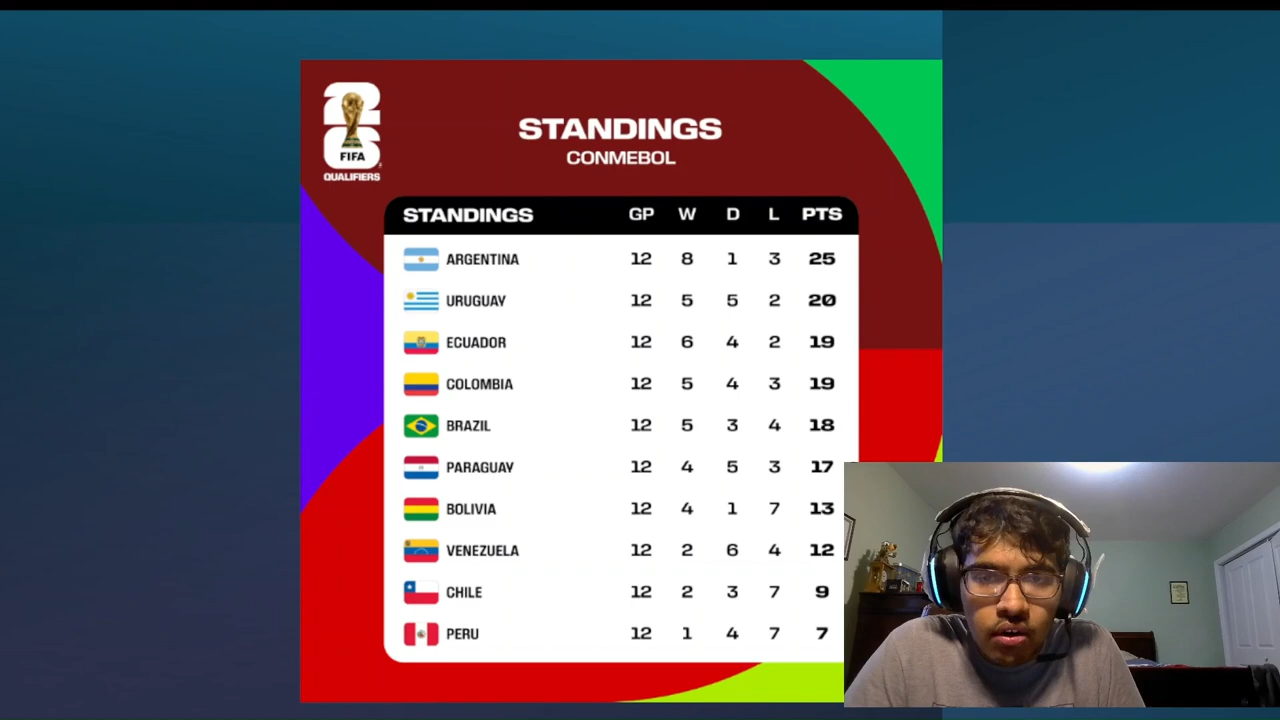 26
FIFA
QUALIFIERS
STANDINGS
CONMEBOL
STANDINGS GP W D L PTS
ARGENTINA 12 8 1 3 25
URUGUAY 12 5 5 2 20
ECUADOR 12 6 4 2 19
COLOMBIA 12 5 4 3 19
BRAZIL 12 5 3 4 18
PARAGUAY 12 4 5 3 17
BOLIVIA 12 4 1 7 13
VENEZUELA 12 2 6 4 12
CHILE 12 2 3 7 9
PERU 12 1 4 7 7